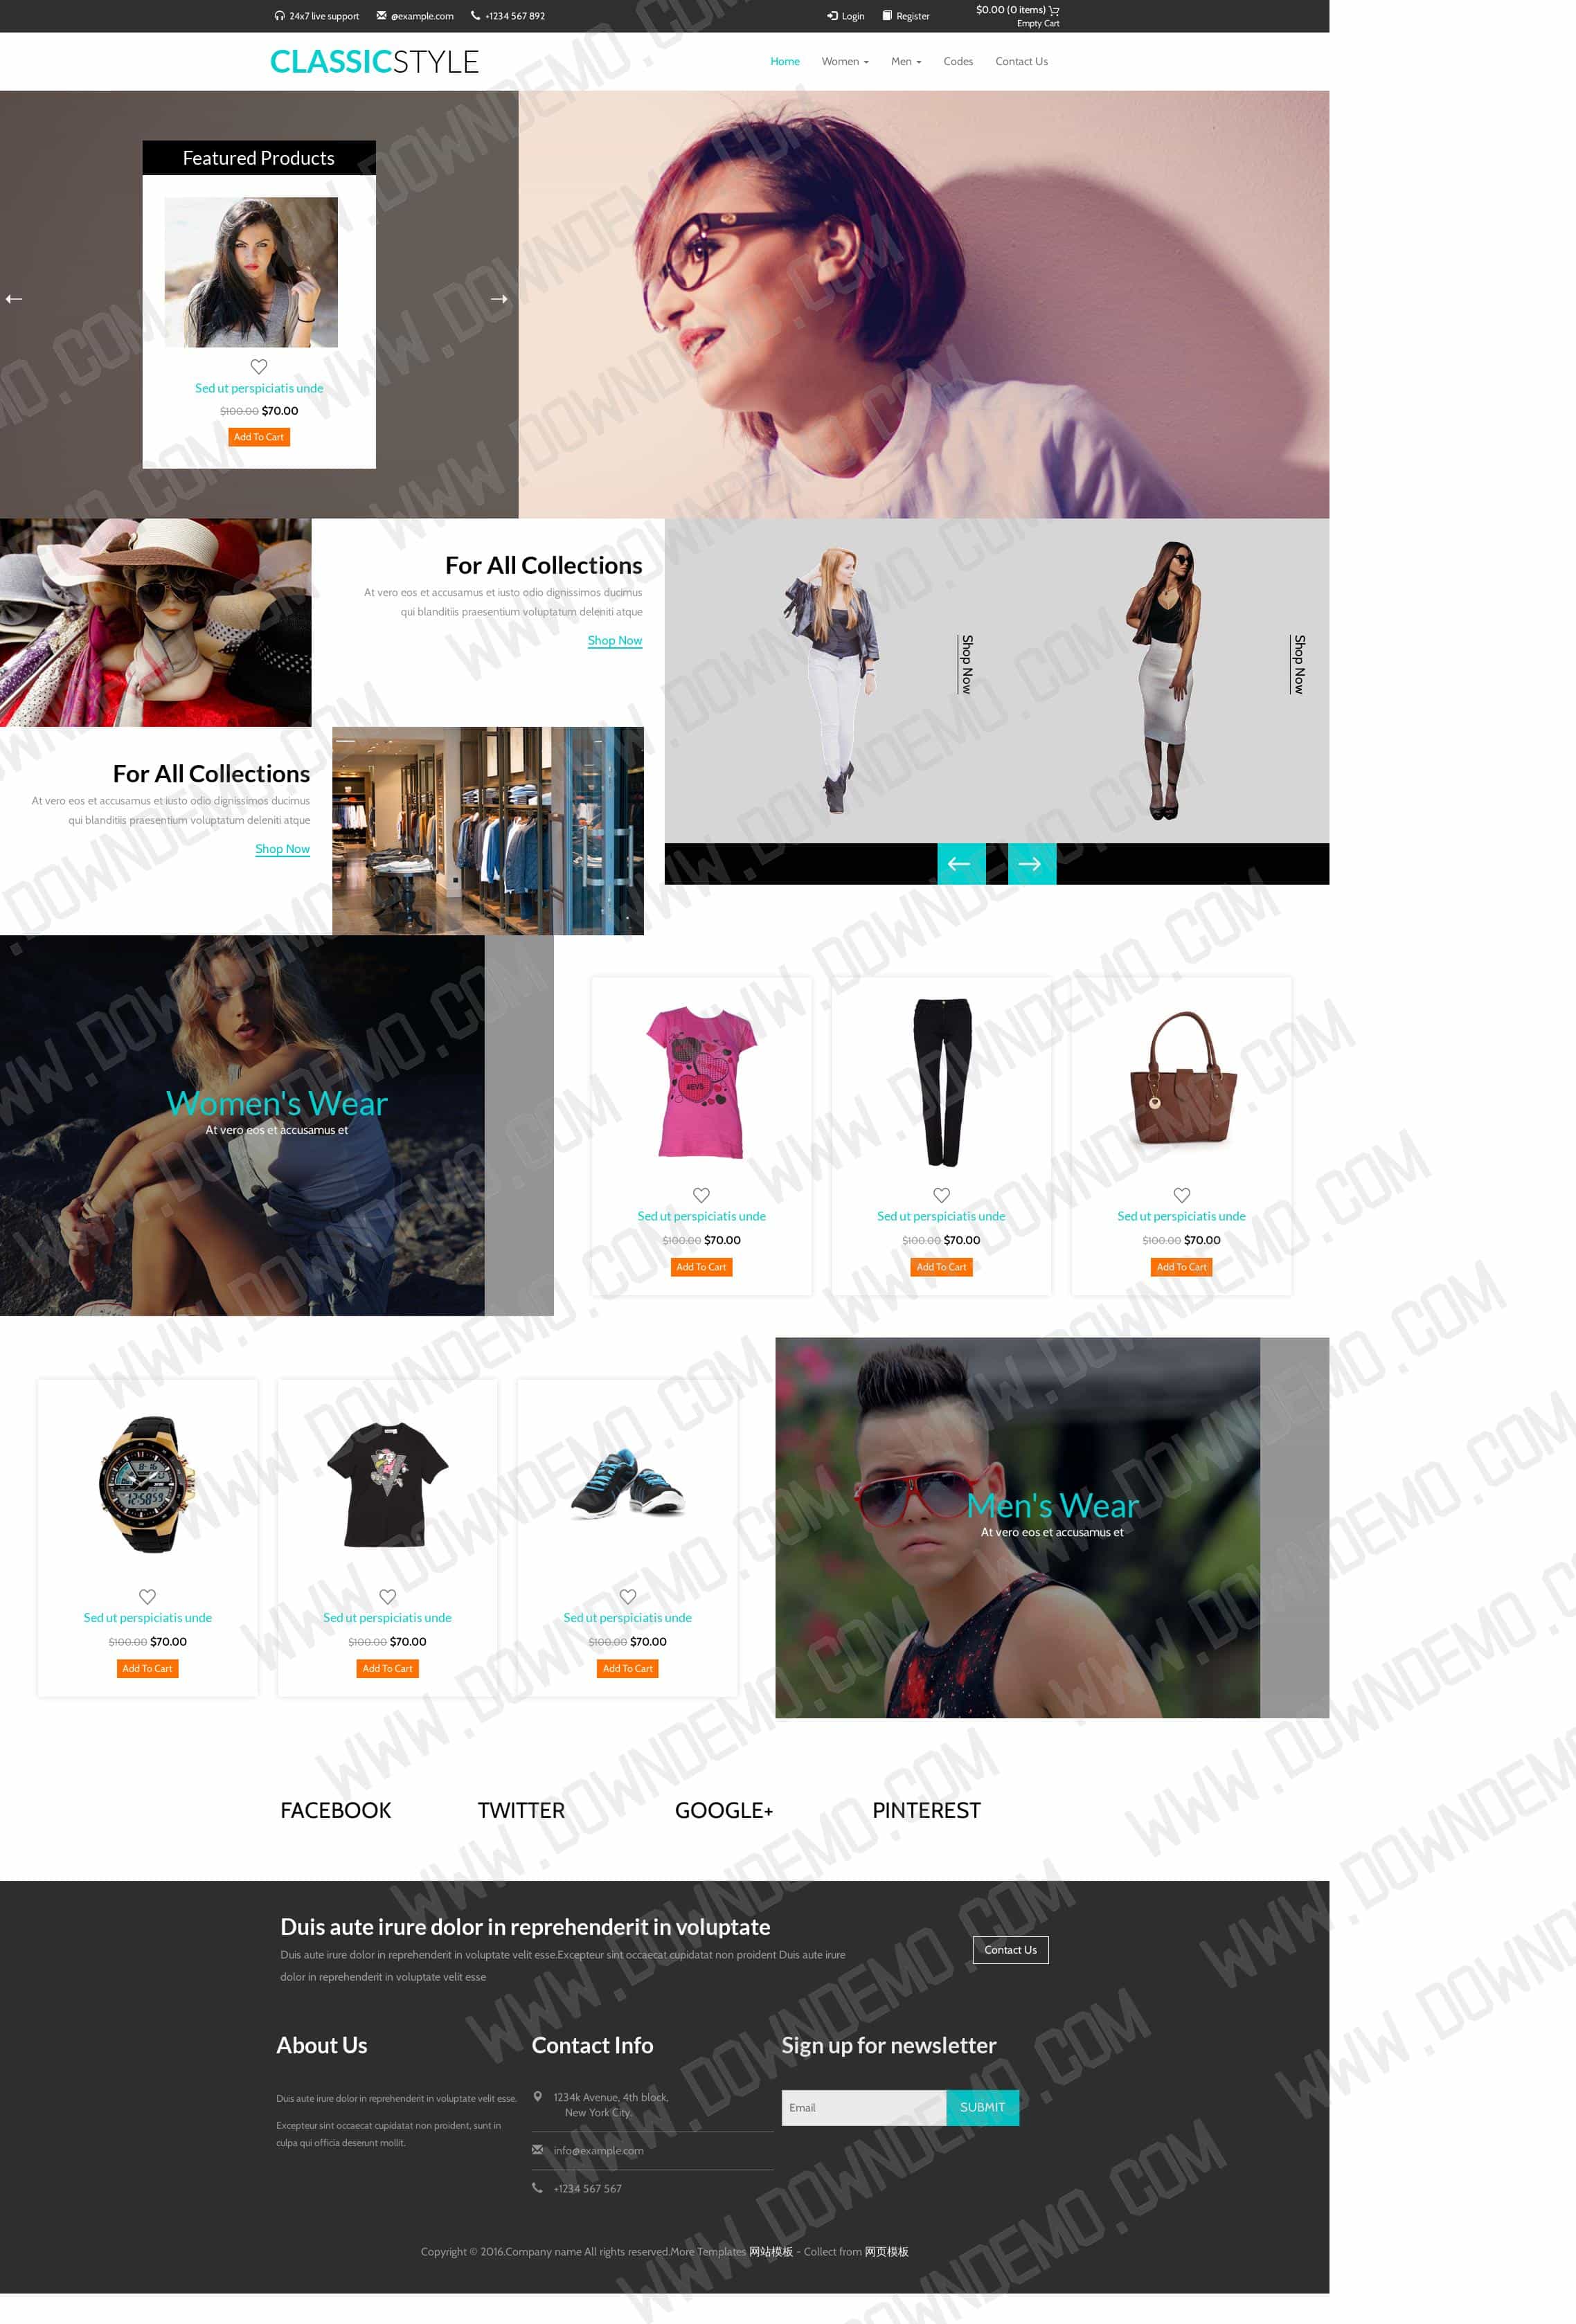 24x7 live support @example.com +1234 567 892 Login Register $0.00 (0 items)
Empty Cart
CLASSICSTYLE Home Women Men Codes Contact Us
Featured Products
Sed ut perspiciatis unde
$100.00 $70.00
Add To Cart
For All Collections
At vero eos et accusamus et iusto odio dignissimos ducimus
qui blanditiis praesentium voluptatum deleniti atque
Shop Now
Shop Now
Shop Now
For All Collections
At vero eos et accusamus et iusto odio dignissimos ducimus
qui blanditiis praesentium voluptatum deleniti atque
Shop Now
Women's Wear
At vero eos et accusamus et
4EVS
Sed ut perspiciatis unde Sed ut perspiciatis unde Sed ut perspiciatis unde
$100.00 $70.00 $100.00 $70.00 $100.00 $70.00
Add To Cart Add To Cart Add To Cart
8-16
12:58:59
Sed ut perspiciatis unde Sed ut perspiciatis unde Sed ut perspiciatis unde
$100.00 $70.00 $100.00 $70.00 $100.00 $70.00
Add To Cart Add To Cart Add To Cart
Men's Wear
At vero eos et accusamus et
FACEBOOK TWITTER GOOGLE+ PINTEREST
Duis aute irure dolor in reprehenderit in voluptate
Duis aute irure dolor in reprehenderit in voluptate velit esse.Excepteur sint occaecat cupidatat non proident Duis aute irure
dolor in reprehenderit in voluptate velit esse
Contact Us
About Us
Duis aute irure dolor in reprehenderit in voluptate velit esse.
Excepteur sint occaecat cupidatat non proident, sunt in
culpa qui officia deserunt mollit.
Contact Info
1234k Avenue, 4th block,
New York City.
info@example.com
+1234 567 567
Sign up for newsletter
Email SUBMIT
Copyright © 2016.Company name All rights reserved.More Templates 网站模板 - Collect from 网页模板
WWW.DOWNDEMO.COM